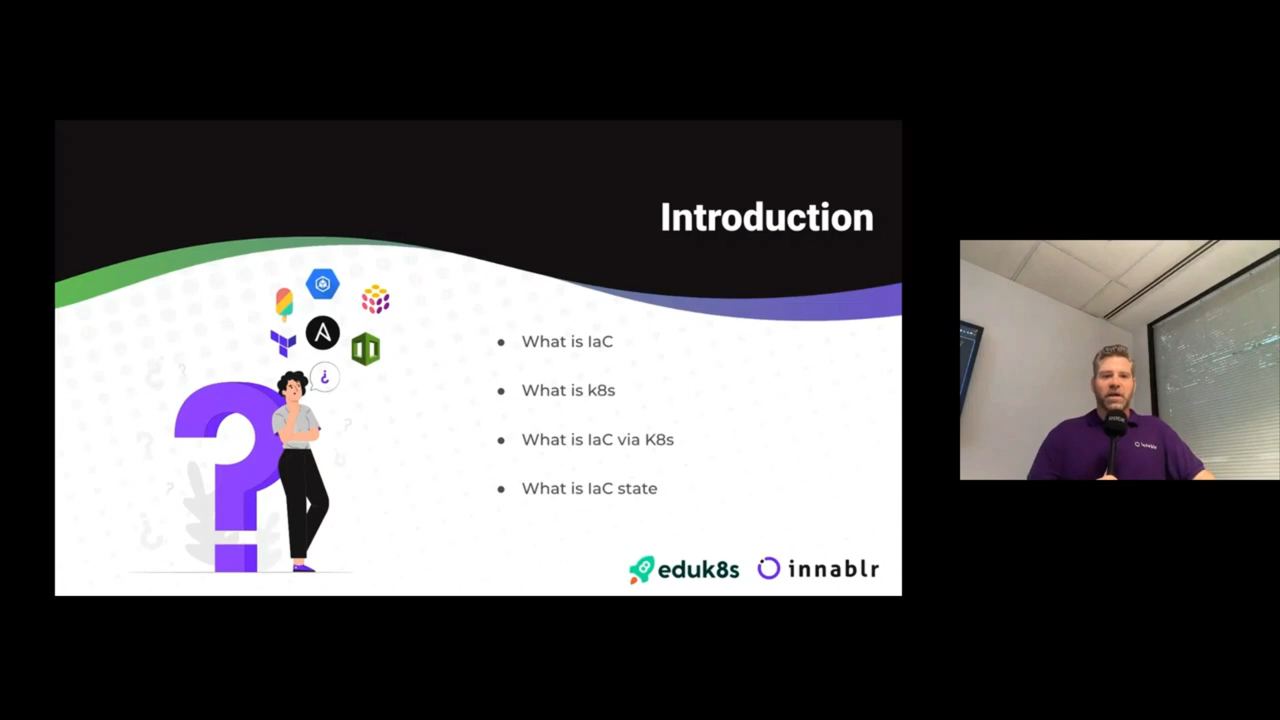 Introduction
What is IaC
What is k8s
What is IaC via K8s
What is IaC state
eduk8s
innablr